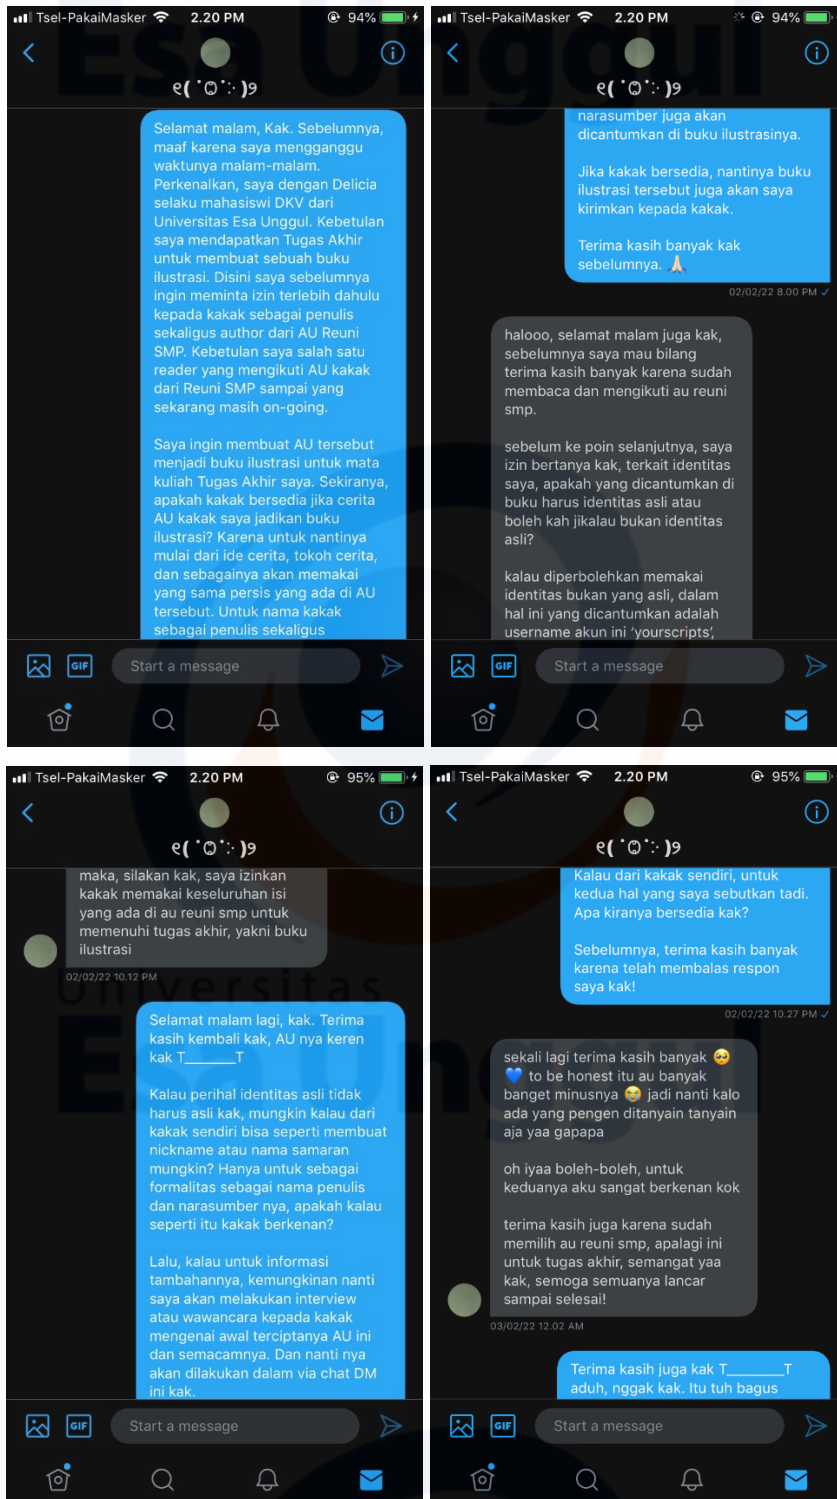 Tsel-PakaiMasker 2.20 PM 94%
Selamat malam, Kak. Sebelumnya,
maaf karena saya mengganggu
waktunya malam-malam.
Perkenalkan, saya dengan Delicia
selaku mahasiswi DKV dari
Universitas Esa Unggul. Kebetulan
saya mendapatkan Tugas Akhir
untuk membuat sebuah buku
ilustrasi. Disini saya sebelumnya
ingin meminta izin terlebih dahulu
kepada kakak sebagai penulis
sekaligus author dari AU Reuni
SMP. Kebetulan saya salah satu
reader yang mengikuti AU kakak
dari Reuni SMP sampai yang
sekarang masih on-going.
Saya ingin membuat AU tersebut
menjadi buku ilustrasi untuk mata
kuliah Tugas Akhir saya. Sekiranya,
apakah kakak bersedia jika cerita
AU kakak saya jadikan buku
ilustrasi? Karena untuk nantinya
mulai dari ide cerita, tokoh cerita,
dan sebagainya akan memakai
yang sama persis yang ada di AU
tersebut. Untuk nama kakak
sebagai penulis sekaligus
GIF Start a message
Tsel-PakaiMasker 2.20 PM 94%
narasumber juga akan
dicantumkan di buku ilustrasinya.
Jika kakak bersedia, nantinya buku
ilustrasi tersebut juga akan saya
kirimkan kepada kakak.
Terima kasih banyak kak
sebelumnya. 🙏🏻
02/02/22 8.00 PM ✓
halooo, selamat malam juga kak,
sebelumnya saya mau bilang
terima kasih banyak karena sudah
membaca dan mengikuti au reuni
smp.
sebelum ke poin selanjutnya, saya
izin bertanya kak, terkait identitas
saya, apakah yang dicantumkan di
buku harus identitas asli atau
boleh kah jikalau bukan identitas
asli?
kalau diperbolehkan memakai
identitas bukan yang asli, dalam
hal ini yang dicantumkan adalah
username akun ini 'yourscripts',
GIF Start a message
Tsel-PakaiMasker 2.20 PM 95%
maka, silakan kak, saya izinkan
kakak memakai keseluruhan isi
yang ada di au reuni smp untuk
memenuhi tugas akhir, yakni buku
ilustrasi
02/02/22 10.12 PM
Selamat malam lagi, kak. Terima
kasih kembali kak, AU nya keren
kak T_______T
Kalau perihal identitas asli tidak
harus asli kak, mungkin kalau dari
kakak sendiri bisa seperti membuat
nickname atau nama samaran
mungkin? Hanya untuk sebagai
formalitas sebagai nama penulis
dan narasumber nya, apakah kalau
seperti itu kakak berkenan?
Lalu, kalau untuk informasi
tambahannya, kemungkinan nanti
saya akan melakukan interview
atau wawancara kepada kakak
mengenai awal terciptanya AU ini
dan semacamnya. Dan nanti nya
akan dilakukan dalam via chat DM
ini kak.
GIF Start a message
Tsel-PakaiMasker 2.20 PM 95%
Kalau dari kakak sendiri, untuk
kedua hal yang saya sebutkan tadi.
Apa kiranya bersedia kak?
Sebelumnya, terima kasih banyak
karena telah membalas respon
saya kak!
02/02/22 10.27 PM ✓
sekali lagi terima kasih banyak 🥺
💙 to be honest itu au banyak
banget minusnya 😭 jadi nanti kalo
ada yang pengen ditanyain tanyain
aja yaa gapapa
oh iyaa boleh-boleh, untuk
keduanya aku sangat berkenan kok
terima kasih juga karena sudah
memilih au reuni smp, apalagi ini
untuk tugas akhir, semangat yaa
kak, semoga semuanya lancar
sampai selesai!
03/02/22 12.02 AM
Terima kasih juga kak T________T
aduh, nggak kak. Itu tuh bagus
GIF Start a message
Universitas
Esa Unggul